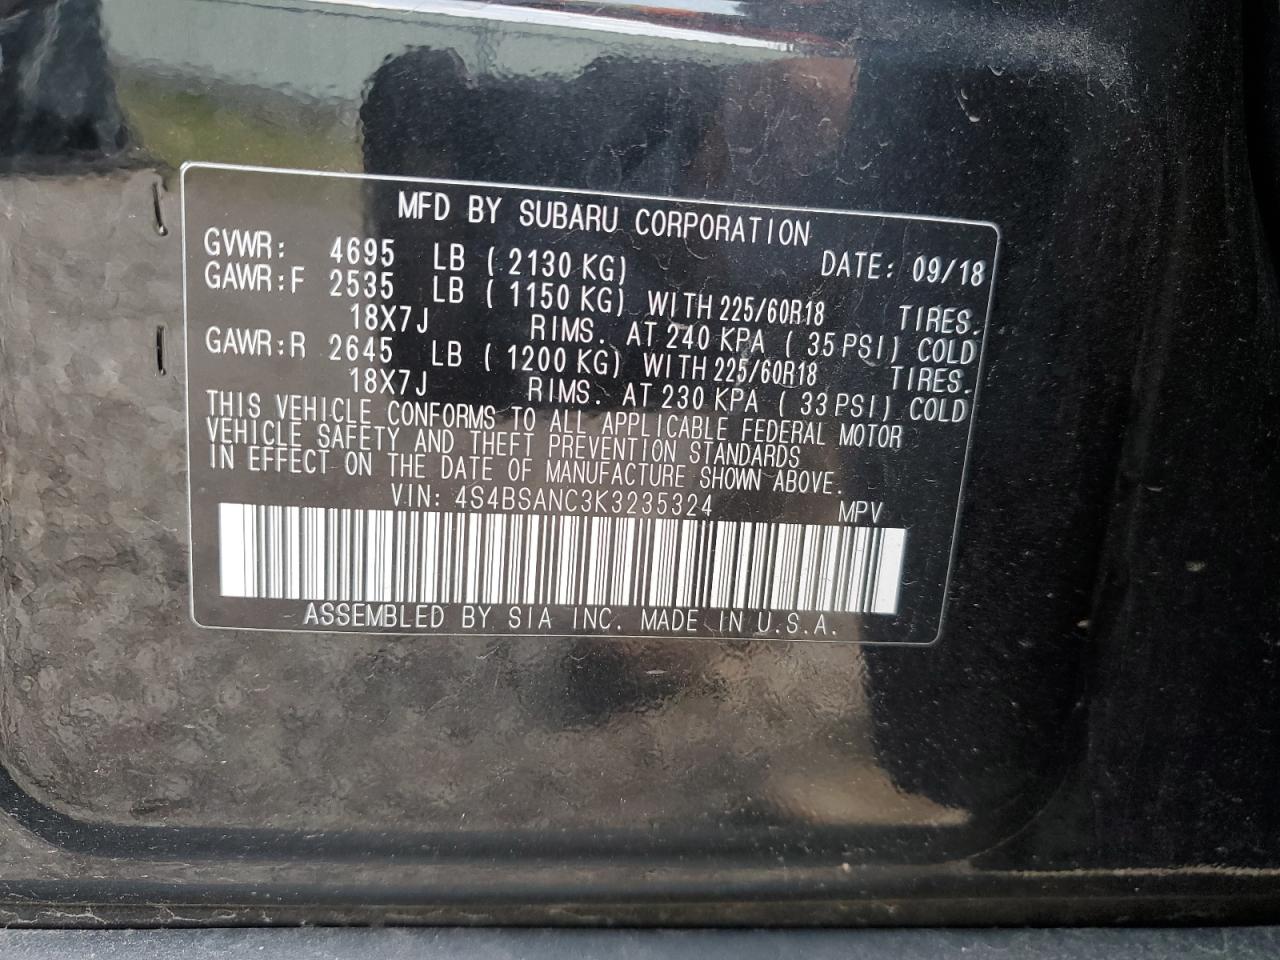 MFD BY SUBARU CORPORATION
GVWR: 4695 LB ( 2130 KG) DATE: 09/18
GAWR:F 2535 LB ( 1150 KG) WITH 225/60R18 TIRES.
18X7J RIMS. AT 240 KPA ( 35 PSI) COLD
GAWR:R 2645 LB ( 1200 KG) WITH 225/60R18 TIRES.
18X7J RIMS. AT 230 KPA ( 33 PSI) COLD
THIS VEHICLE CONFORMS TO ALL APPLICABLE FEDERAL MOTOR
VEHICLE SAFETY AND THEFT PREVENTION STANDARDS
IN EFFECT ON THE DATE OF MANUFACTURE SHOWN ABOVE.
VIN: 4S4BSANC3K3235324 MPV
ASSEMBLED BY SIA INC. MADE IN U.S.A.